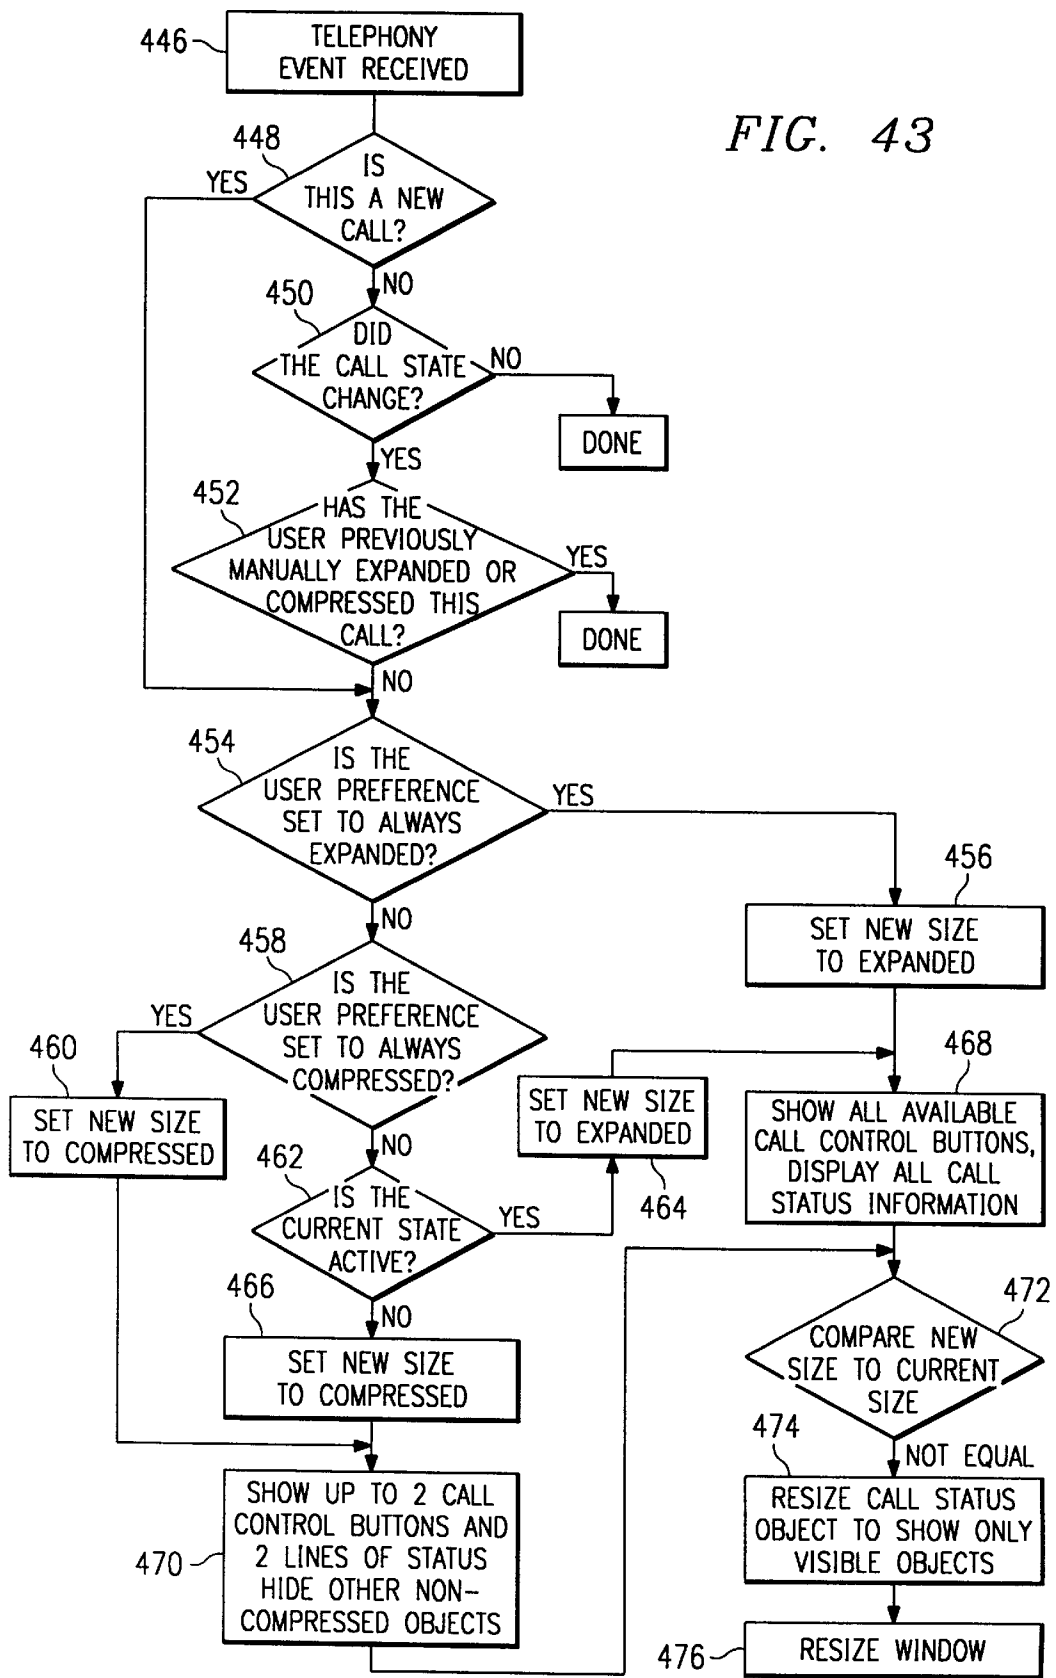 446
TELEPHONY
EVENT RECEIVED
FIG. 43
448
YES
IS
THIS A NEW
CALL?
NO
450
DID
THE CALL STATE
CHANGE?
NO
DONE
YES
452
HAS THE
USER PREVIOUSLY
MANUALLY EXPANDED OR
COMPRESSED THIS
CALL?
YES
DONE
NO
454
IS THE
USER PREFERENCE
SET TO ALWAYS
EXPANDED?
YES
456
SET NEW SIZE
TO EXPANDED
NO
458
IS THE
USER PREFERENCE
SET TO ALWAYS
COMPRESSED?
YES
460
SET NEW SIZE
TO COMPRESSED
NO
462
IS THE
CURRENT STATE
ACTIVE?
YES
SET NEW SIZE
TO EXPANDED
464
468
SHOW ALL AVAILABLE
CALL CONTROL BUTTONS,
DISPLAY ALL CALL
STATUS INFORMATION
NO
466
SET NEW SIZE
TO COMPRESSED
470
SHOW UP TO 2 CALL
CONTROL BUTTONS AND
2 LINES OF STATUS
HIDE OTHER NON-
COMPRESSED OBJECTS
472
COMPARE NEW
SIZE TO CURRENT
SIZE
NOT EQUAL
474
RESIZE CALL STATUS
OBJECT TO SHOW ONLY
VISIBLE OBJECTS
476
RESIZE WINDOW